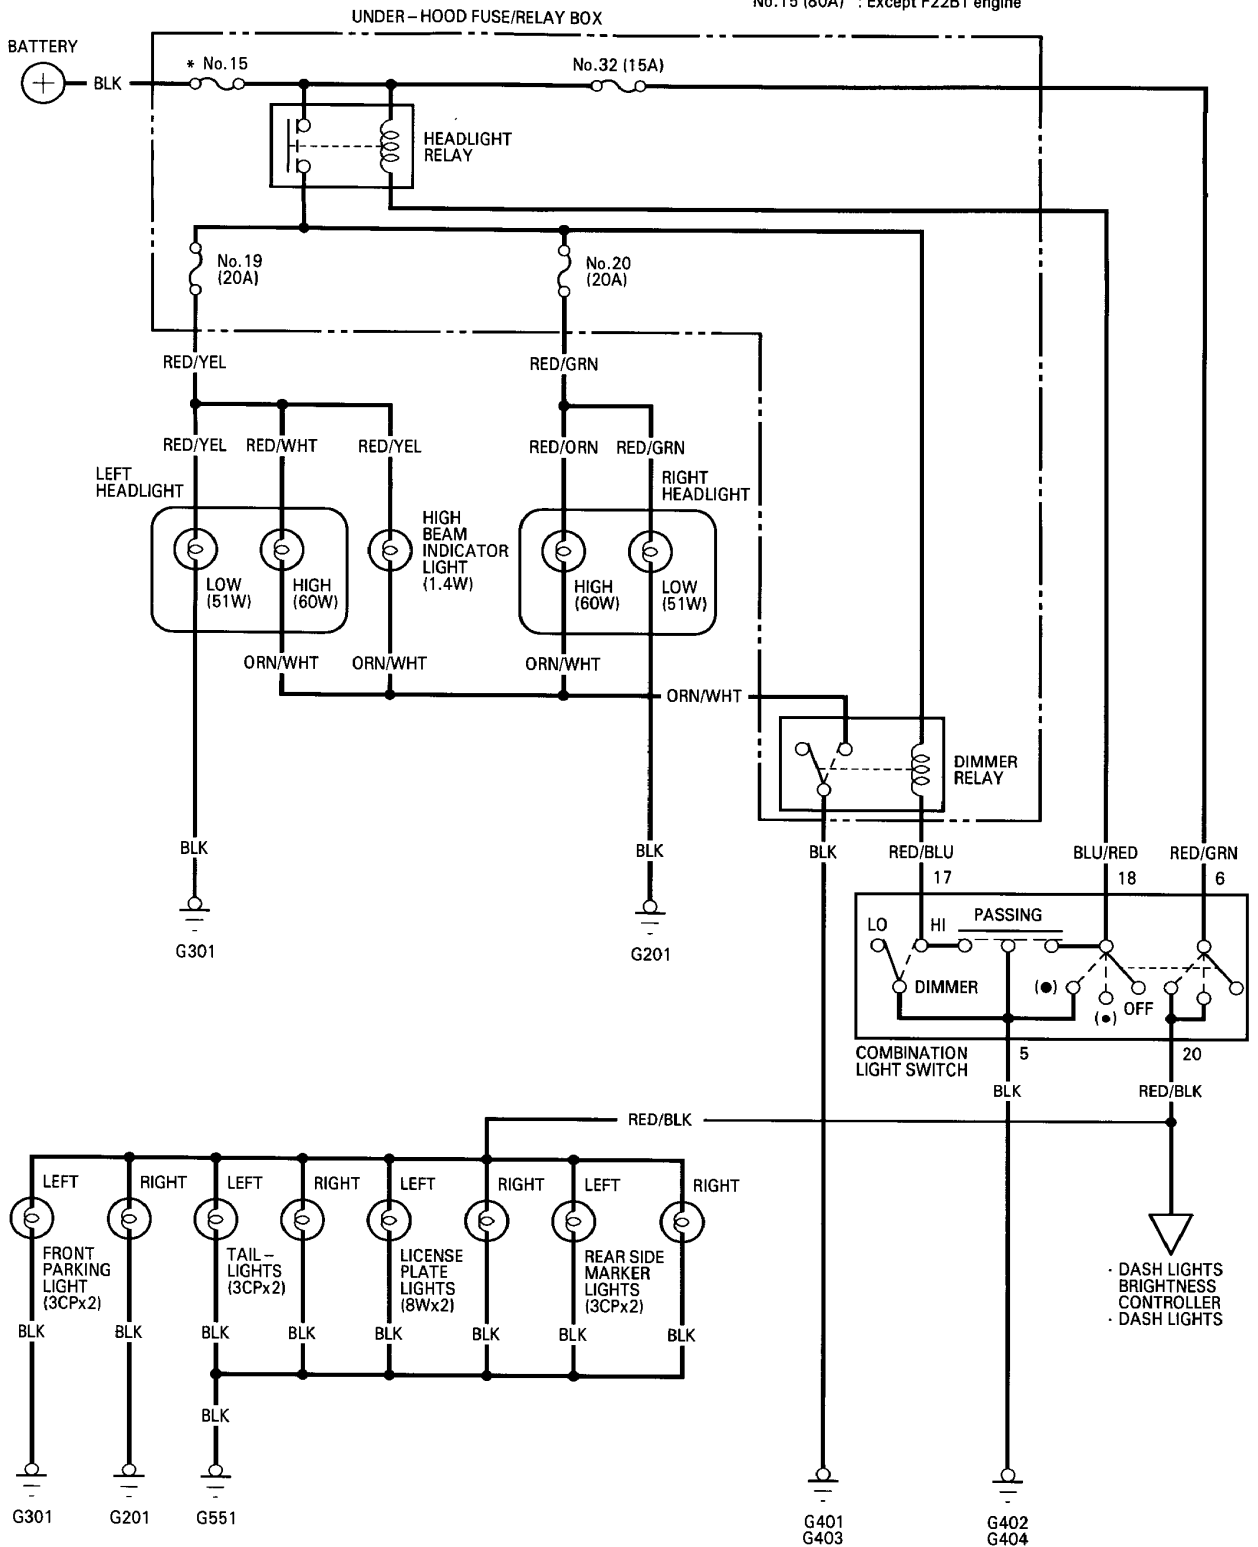 No.15 (80A) : Except F22B1 engine
UNDER-HOOD FUSE/RELAY BOX
BATTERY
BLK
* No.15
No.32 (15A)
HEADLIGHT
RELAY
No.19
(20A)
No.20
(20A)
RED/YEL
RED/GRN
RED/YEL
RED/WHT
RED/YEL
RED/ORN
RED/GRN
LEFT
HEADLIGHT
RIGHT
HEADLIGHT
HIGH
BEAM
INDICATOR
LIGHT
(1.4W)
LOW
(51W)
HIGH
(60W)
HIGH
(60W)
LOW
(51W)
ORN/WHT
ORN/WHT
ORN/WHT
ORN/WHT
DIMMER
RELAY
BLK
BLK
BLK
RED/BLU
BLU/RED
RED/GRN
17
18
6
G301
G201
LO
HI
PASSING
DIMMER
(●)
(•)
OFF
COMBINATION
LIGHT SWITCH
5
20
BLK
RED/BLK
RED/BLK
LEFT
RIGHT
LEFT
RIGHT
LEFT
RIGHT
LEFT
RIGHT
FRONT
PARKING
LIGHT
(3CPx2)
TAIL-
LIGHTS
(3CPx2)
LICENSE
PLATE
LIGHTS
(8Wx2)
REAR SIDE
MARKER
LIGHTS
(3CPx2)
· DASH LIGHTS
BRIGHTNESS
CONTROLLER
· DASH LIGHTS
BLK
BLK
BLK
BLK
BLK
BLK
BLK
BLK
BLK
G301
G201
G551
G401
G403
G402
G404